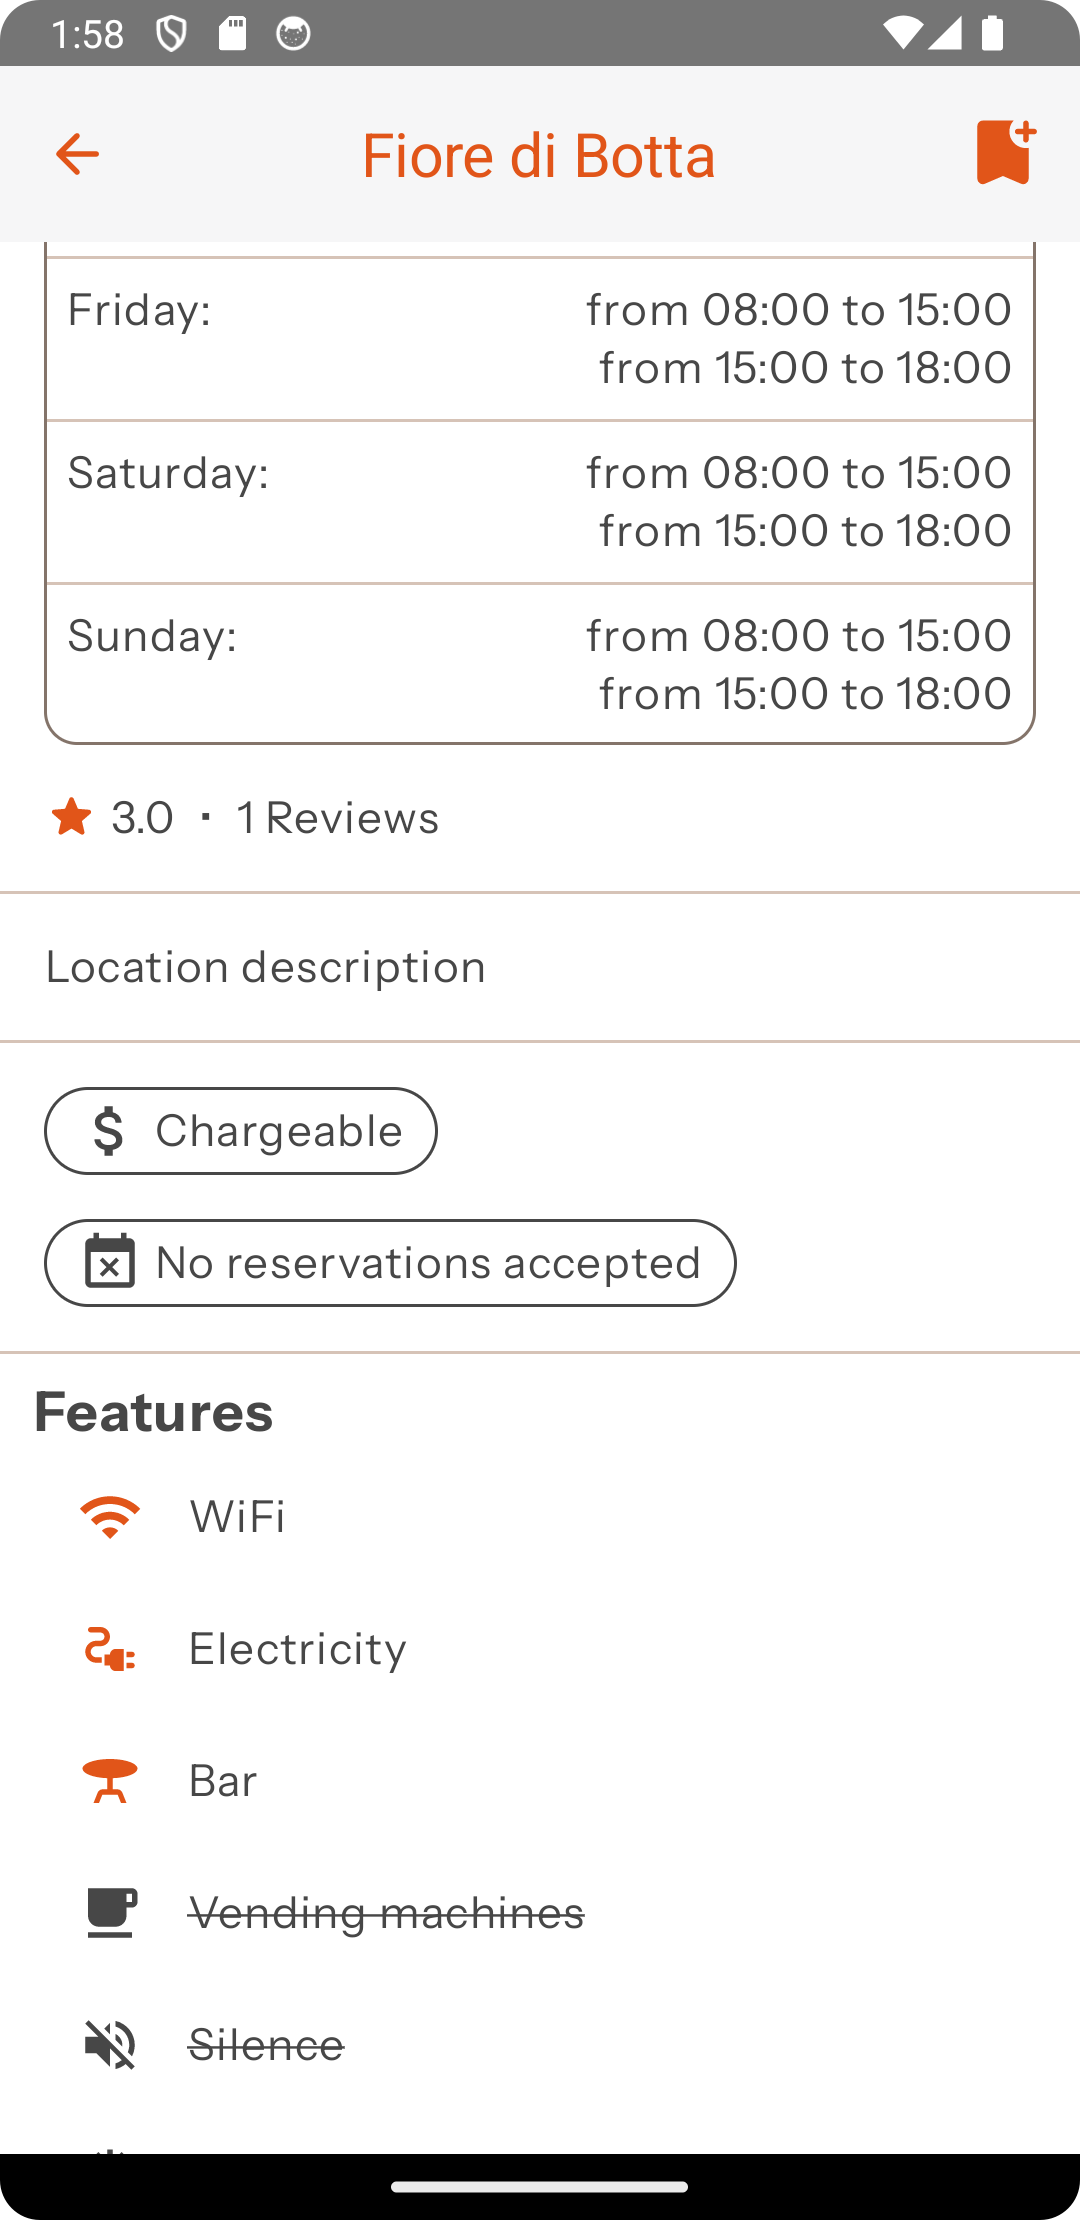 1:58
Fiore di Botta
Friday: from 08:00 to 15:00
from 15:00 to 18:00
Saturday: from 08:00 to 15:00
from 15:00 to 18:00
Sunday: from 08:00 to 15:00
from 15:00 to 18:00
3.0 · 1 Reviews
Location description
$ Chargeable
No reservations accepted
Features
WiFi
Electricity
Bar
Vending machines
Silence